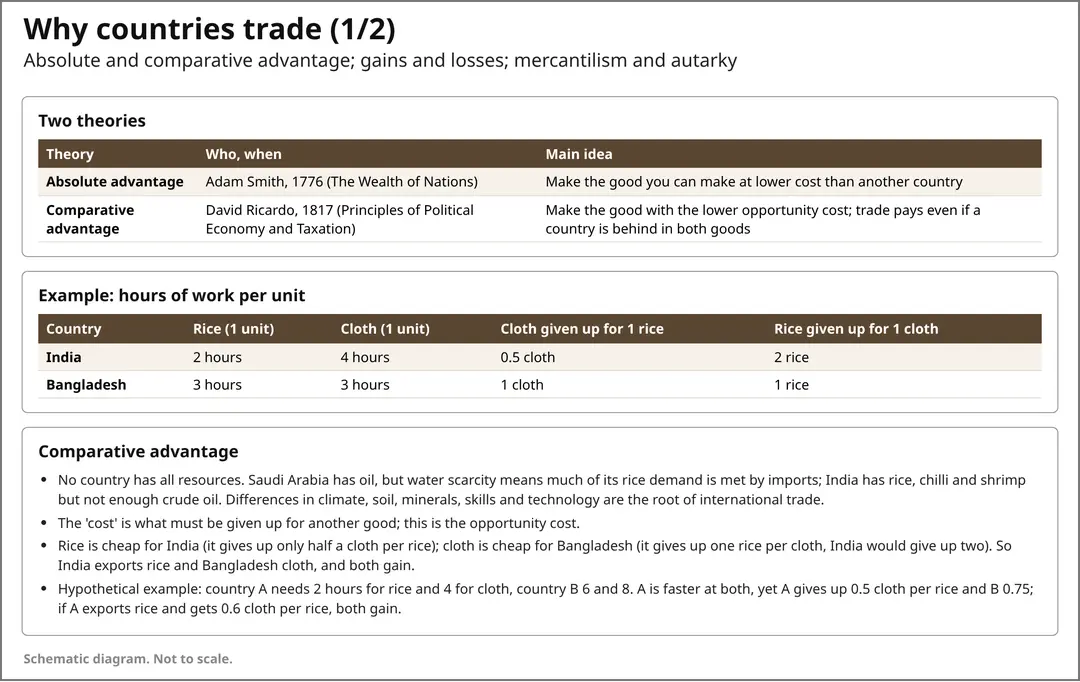 Why countries trade (1/2)
Absolute and comparative advantage; gains and losses; mercantilism and autarky
Two theories
Theory Who, when Main idea
Absolute advantage Adam Smith, 1776 (The Wealth of Nations) Make the good you can make at lower cost than another country
Comparative advantage David Ricardo, 1817 (Principles of Political Economy and Taxation) Make the good with the lower opportunity cost; trade pays even if a country is behind in both goods
Example: hours of work per unit
Country Rice (1 unit) Cloth (1 unit) Cloth given up for 1 rice Rice given up for 1 cloth
India 2 hours 4 hours 0.5 cloth 2 rice
Bangladesh 3 hours 3 hours 1 cloth 1 rice
Comparative advantage
• No country has all resources. Saudi Arabia has oil, but water scarcity means much of its rice demand is met by imports; India has rice, chilli and shrimp
but not enough crude oil. Differences in climate, soil, minerals, skills and technology are the root of international trade.
• The 'cost' is what must be given up for another good; this is the opportunity cost.
• Rice is cheap for India (it gives up only half a cloth per rice); cloth is cheap for Bangladesh (it gives up one rice per cloth, India would give up two). So
India exports rice and Bangladesh cloth, and both gain.
• Hypothetical example: country A needs 2 hours for rice and 4 for cloth, country B 6 and 8. A is faster at both, yet A gives up 0.5 cloth per rice and B 0.75;
if A exports rice and gets 0.6 cloth per rice, both gain.
Schematic diagram. Not to scale.